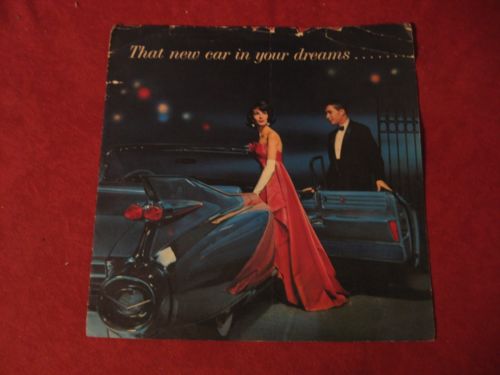 That new car in your dreams........